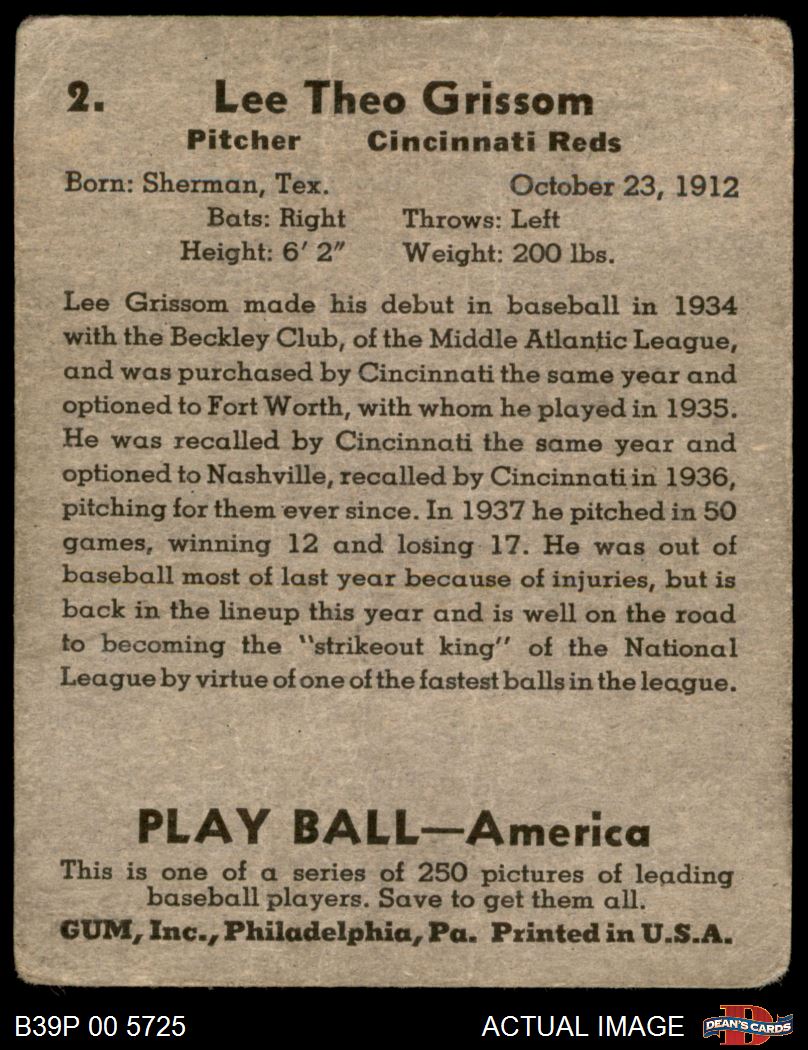 2. Lee Theo Grissom
Pitcher Cincinnati Reds
Born: Sherman, Tex. October 23, 1912
Bats: Right Throws: Left
Height: 6′ 2″ Weight: 200 lbs.
Lee Grissom made his debut in baseball in 1934
with the Beckley Club, of the Middle Atlantic League,
and was purchased by Cincinnati the same year and
optioned to Fort Worth, with whom he played in 1935.
He was recalled by Cincinnati the same year and
optioned to Nashville, recalled by Cincinnati in 1936,
pitching for them ever since. In 1937 he pitched in 50
games, winning 12 and losing 17. He was out of
baseball most of last year because of injuries, but is
back in the lineup this year and is well on the road
to becoming the "strikeout king" of the National
League by virtue of one of the fastest balls in the league.
PLAY BALL—America
This is one of a series of 250 pictures of leading
baseball players. Save to get them all.
GUM, Inc., Philadelphia, Pa. Printed in U.S.A.
B39P 00 5725 ACTUAL IMAGE D DEAN'S CARDS